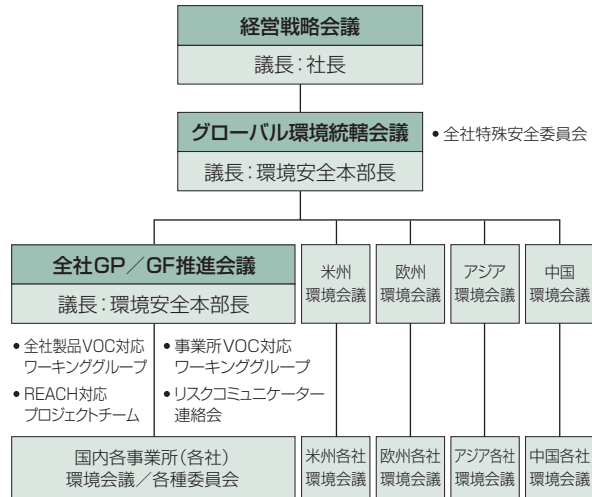 経営戦略会議
議長：社長
グローバル環境統轄会議
議長：環境安全本部長
• 全社特殊安全委員会
全社GP／GF推進会議
議長：環境安全本部長
米州
環境会議
欧州
環境会議
アジア
環境会議
中国
環境会議
• 全社製品VOC対応
ワーキンググループ
• REACH対応
プロジェクトチーム
• 事業所VOC対応
ワーキンググループ
• リスクコミュニケーター
連絡会
国内各事業所（各社）
環境会議／各種委員会
米州各社
環境会議
欧州各社
環境会議
アジア各社
環境会議
中国各社
環境会議